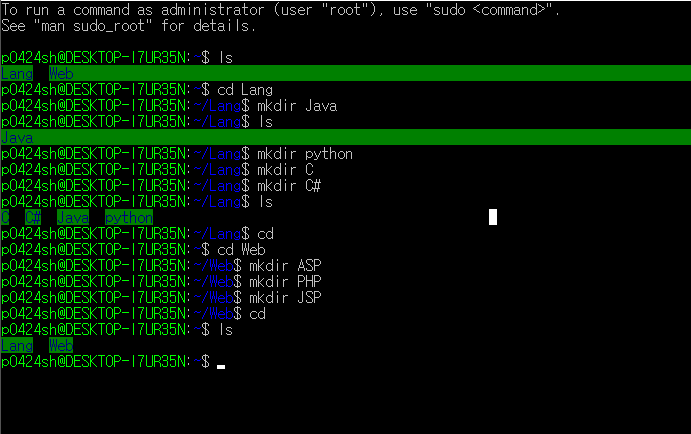 To run a command as administrator (user "root"), use "sudo <command>".
See "man sudo_root" for details.
p0424sh@DESKTOP-I7UR35N:~$ ls
Lang Web
p0424sh@DESKTOP-I7UR35N:~$ cd Lang
p0424sh@DESKTOP-I7UR35N:~/Lang$ mkdir Java
p0424sh@DESKTOP-I7UR35N:~/Lang$ ls
Java
p0424sh@DESKTOP-I7UR35N:~/Lang$ mkdir python
p0424sh@DESKTOP-I7UR35N:~/Lang$ mkdir C
p0424sh@DESKTOP-I7UR35N:~/Lang$ mkdir C#
p0424sh@DESKTOP-I7UR35N:~/Lang$ ls
C C# Java python
p0424sh@DESKTOP-I7UR35N:~/Lang$ cd
p0424sh@DESKTOP-I7UR35N:~$ cd Web
p0424sh@DESKTOP-I7UR35N:~/Web$ mkdir ASP
p0424sh@DESKTOP-I7UR35N:~/Web$ mkdir PHP
p0424sh@DESKTOP-I7UR35N:~/Web$ mkdir JSP
p0424sh@DESKTOP-I7UR35N:~/Web$ cd
p0424sh@DESKTOP-I7UR35N:~$ ls
Lang Web
p0424sh@DESKTOP-I7UR35N:~$